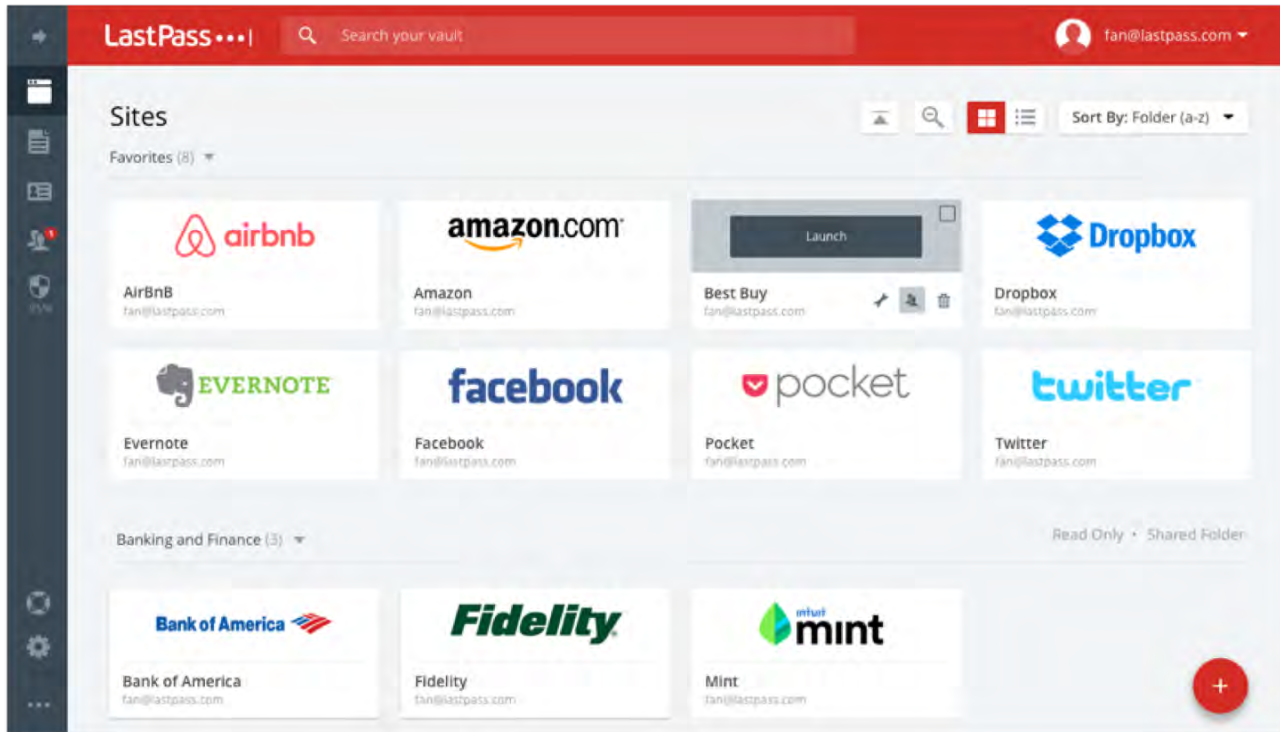 LastPass •••|
Search your vault
fan@lastpass.com
Sites
Sort By: Folder (a-z)
Favorites (8)
airbnb
amazon.com
Launch
Dropbox
AirBnB
Amazon
Best Buy
Dropbox
fan@lastpass.com
fan@lastpass.com
fan@lastpass.com
fan@lastpass.com
EVERNOTE
facebook
pocket
twitter
Evernote
Facebook
Pocket
Twitter
fan@lastpass.com
fan@lastpass.com
fan@lastpass.com
fan@lastpass.com
Banking and Finance (3)
Read Only • Shared Folder
Bank of America
Fidelity
intuit
mint
Bank of America
Fidelity
Mint
fan@lastpass.com
fan@lastpass.com
fan@lastpass.com
1